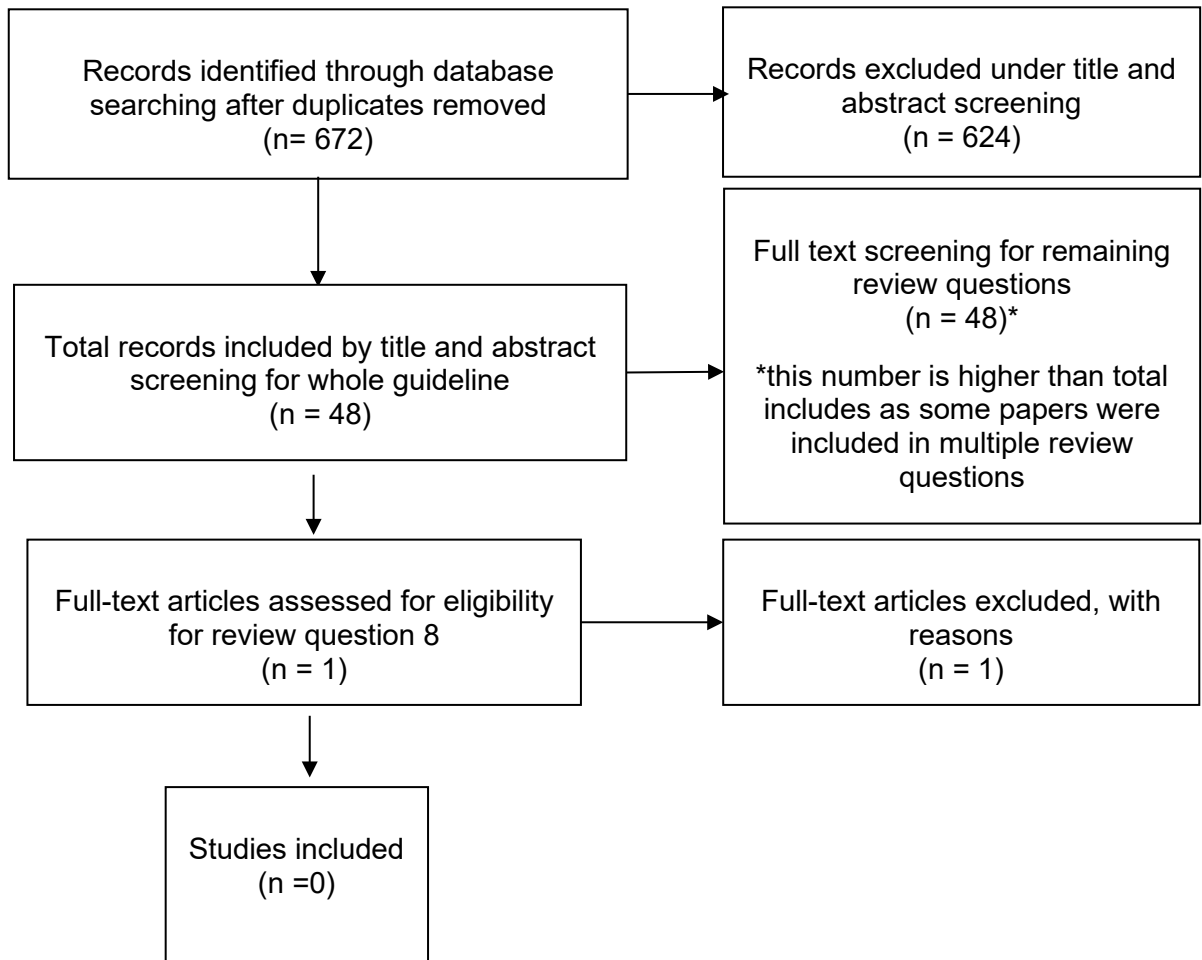 Records identified through database
searching after duplicates removed
(n= 672)
Records excluded under title and
abstract screening
(n = 624)
Total records included by title and abstract
screening for whole guideline
(n = 48)
Full text screening for remaining
review questions
(n = 48)*
*this number is higher than total
includes as some papers were
included in multiple review
questions
Full-text articles assessed for eligibility
for review question 8
(n = 1)
Full-text articles excluded, with
reasons
(n = 1)
Studies included
(n =0)